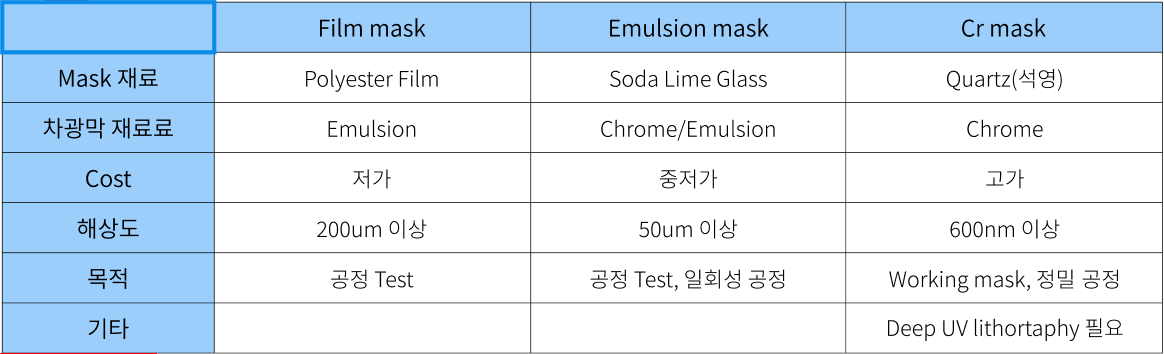 Film mask Emulsion mask Cr mask
Mask 재료 Polyester Film Soda Lime Glass Quartz(석영)
차광막 재료료 Emulsion Chrome/Emulsion Chrome
Cost 저가 중저가 고가
해상도 200um 이상 50um 이상 600nm 이상
목적 공정 Test 공정 Test, 일회성 공정 Working mask, 정밀 공정
기타 Deep UV lithortaphy 필요